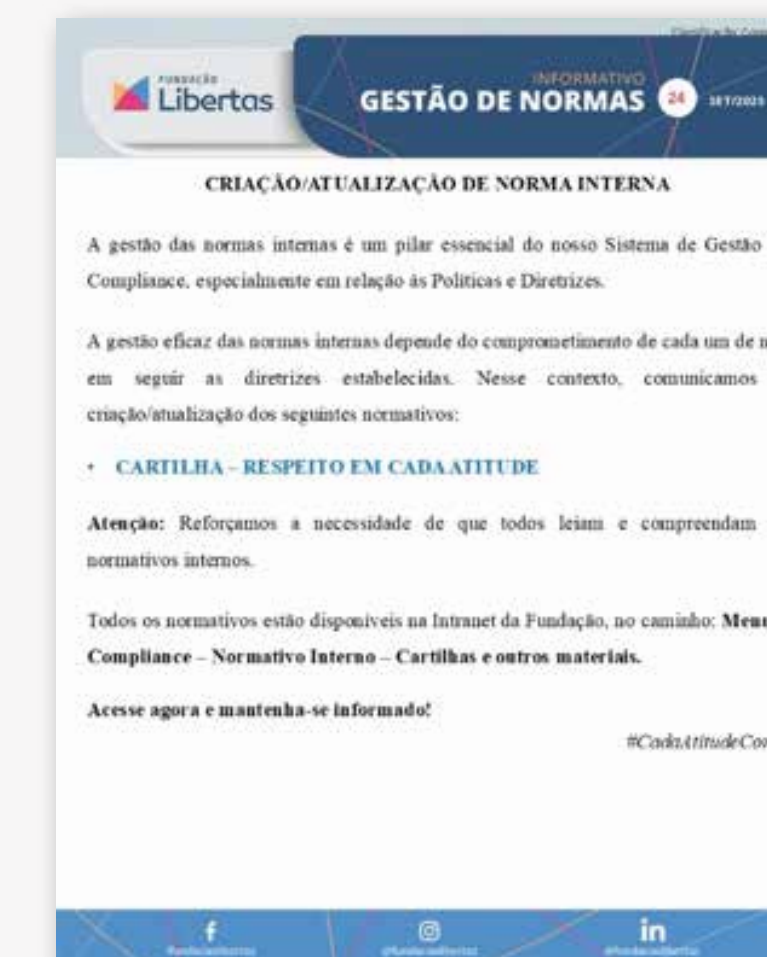 FUNDAÇÃO
Libertas
INFORMATIVO
GESTÃO DE NORMAS 24 SET/2025
CRIAÇÃO/ATUALIZAÇÃO DE NORMA INTERNA
A gestão das normas internas é um pilar essencial do nosso Sistema de Gestão
Compliance, especialmente em relação às Políticas e Diretrizes.
A gestão eficaz das normas internas depende do comprometimento de cada um de
em seguir as diretrizes estabelecidas. Nesse contexto, comunicamos
criação/atualização dos seguintes normativos:
• CARTILHA – RESPEITO EM CADA ATITUDE
Atenção: Reforçamos a necessidade de que todos leiam e compreendam
normativos internos.
Todos os normativos estão disponíveis na Intranet da Fundação, no caminho: Menu
Compliance – Normativo Interno – Cartilhas e outros materiais.
Acesse agora e mantenha-se informado!
#CadaAtitudeCon